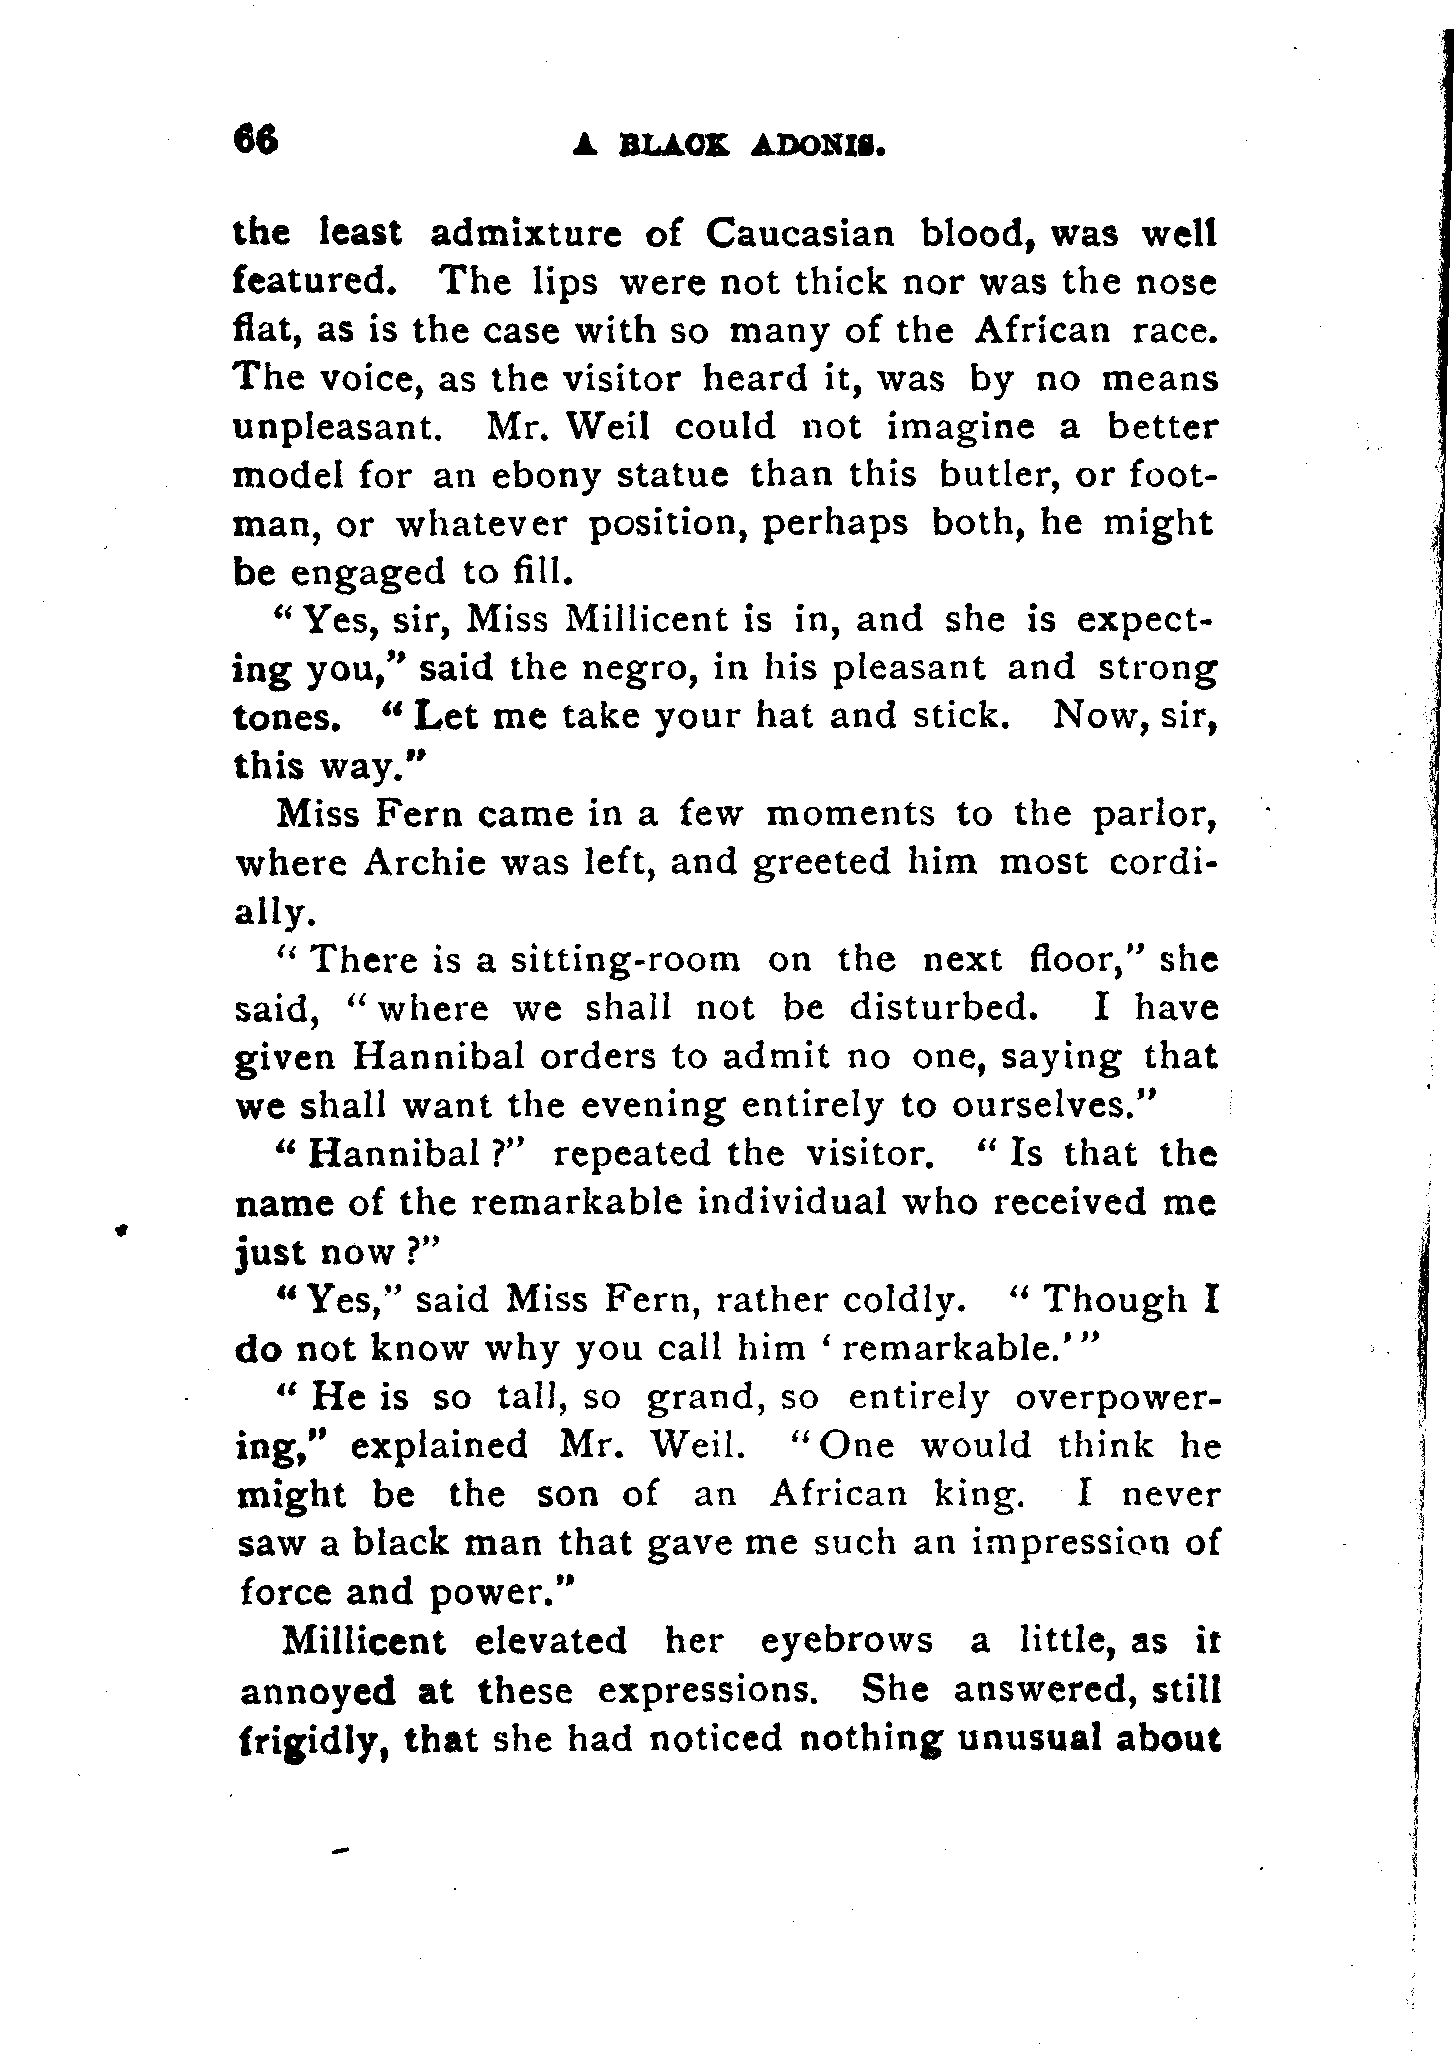 66 A BLACK ADONIS.
the least admixture of Caucasian blood, was well
featured. The lips were not thick nor was the nose
flat, as is the case with so many of the African race.
The voice, as the visitor heard it, was by no means
unpleasant. Mr. Weil could not imagine a better
model for an ebony statue than this butler, or foot-
man, or whatever position, perhaps both, he might
be engaged to fill.
"Yes, sir, Miss Millicent is in, and she is expect-
ing you," said the negro, in his pleasant and strong
tones. "Let me take your hat and stick. Now, sir,
this way."
Miss Fern came in a few moments to the parlor,
where Archie was left, and greeted him most cordi-
ally.
"There is a sitting-room on the next floor," she
said, "where we shall not be disturbed. I have
given Hannibal orders to admit no one, saying that
we shall want the evening entirely to ourselves."
"Hannibal?" repeated the visitor. "Is that the
name of the remarkable individual who received me
just now?"
"Yes," said Miss Fern, rather coldly. "Though I
do not know why you call him 'remarkable.'"
"He is so tall, so grand, so entirely overpower-
ing," explained Mr. Weil. "One would think he
might be the son of an African king. I never
saw a black man that gave me such an impression of
force and power."
Millicent elevated her eyebrows a little, as if
annoyed at these expressions. She answered, still
frigidly, that she had noticed nothing unusual about